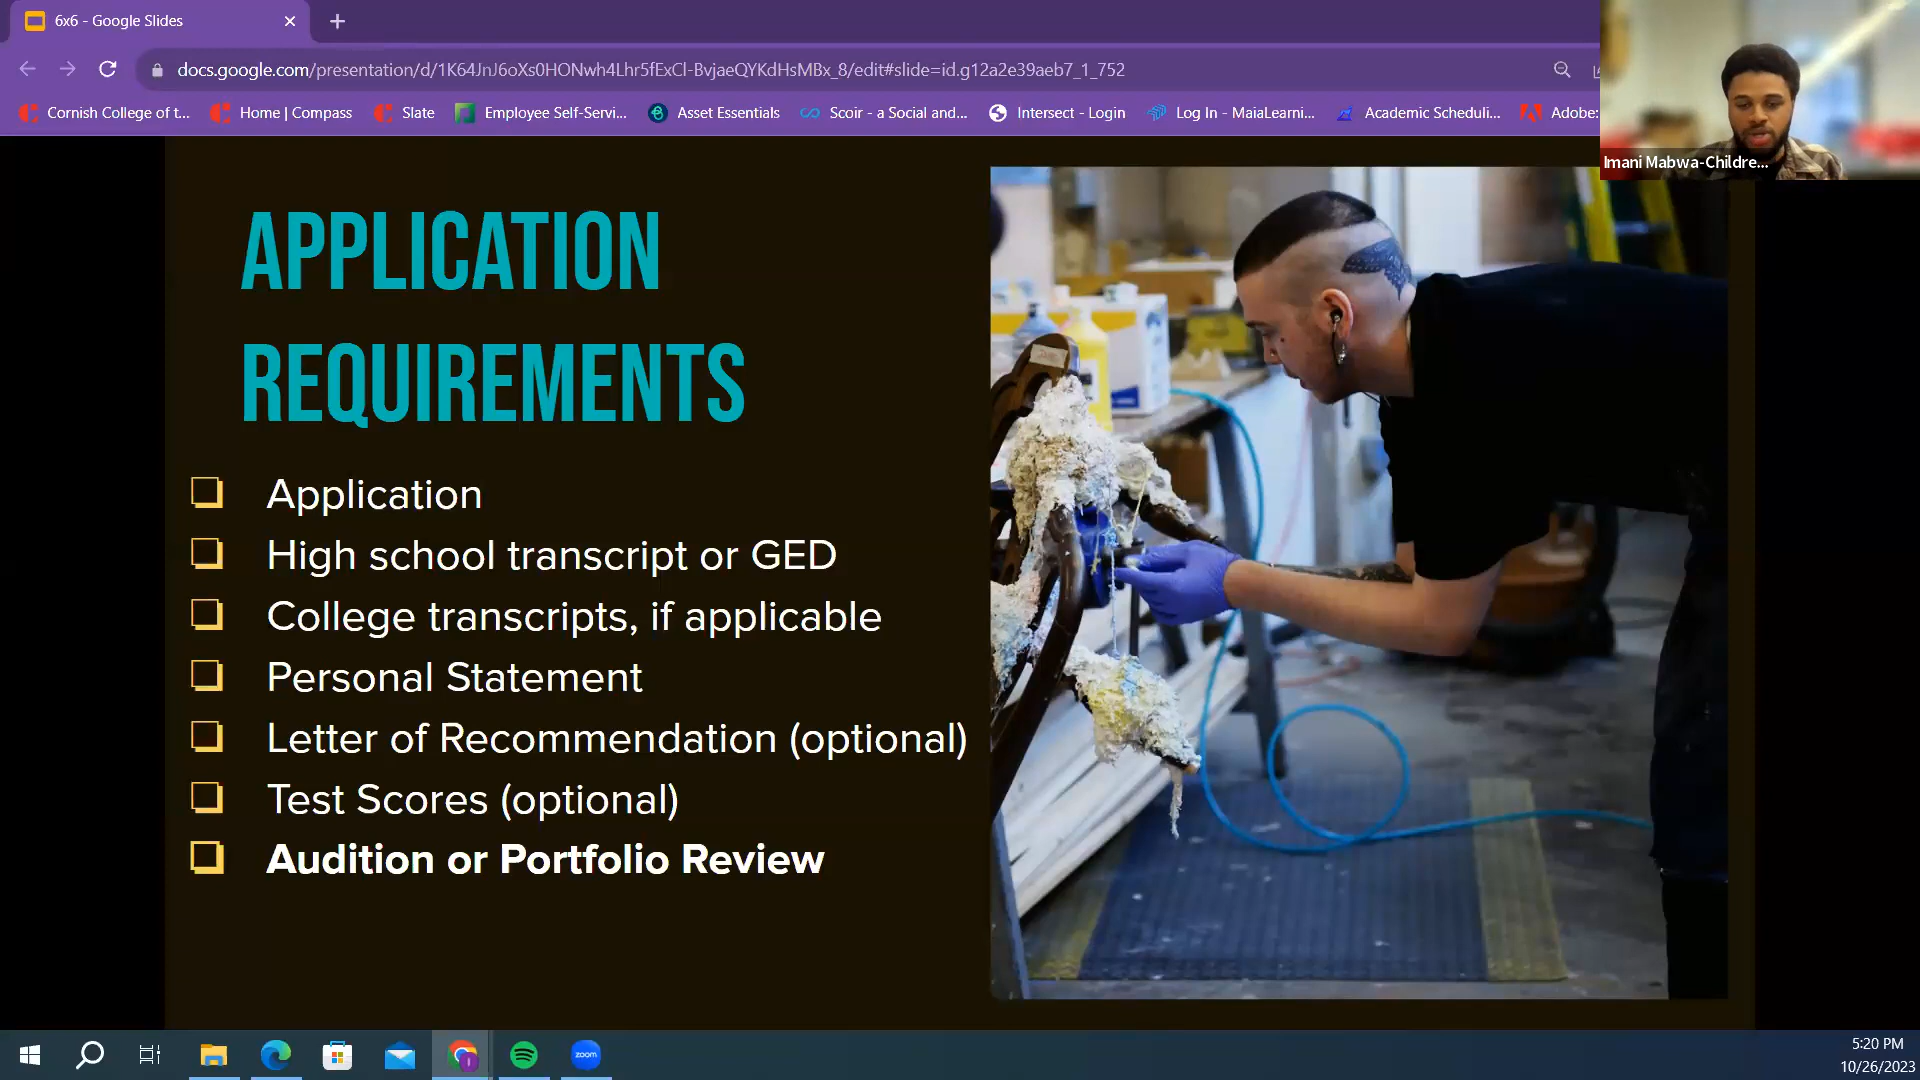 6x6 - Google Slides
docs.google.com/presentation/d/1K64JnJ6oXs0HONwh4Lhr5fExCl-BvjaeQYKdHsMBx_8/edit#slide=id.g12a2e39aeb7_1_752
Cornish College of t...
Home | Compass
Slate
Employee Self-Servi...
Asset Essentials
Scoir - a Social and...
Intersect - Login
Log In - MaiaLearni...
Academic Scheduli...
Adobe:
Imani Mabwa-Childre...
APPLICATION
REQUIREMENTS
Application
High school transcript or GED
College transcripts, if applicable
Personal Statement
Letter of Recommendation (optional)
Test Scores (optional)
Audition or Portfolio Review
zoom
5:20 PM
10/26/2023